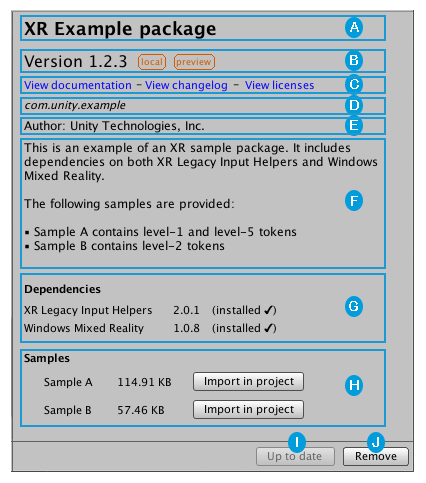 XR Example package A
Version 1.2.3 local preview B
View documentation – View changelog – View licenses C
com.unity.example D
Author: Unity Technologies, Inc. E
This is an example of an XR sample package. It includes
dependencies on both XR Legacy Input Helpers and Windows
Mixed Reality.
The following samples are provided: F
▪ Sample A contains level-1 and level-5 tokens
▪ Sample B contains level-2 tokens
Dependencies
XR Legacy Input Helpers 2.0.1 (installed ✔) G
Windows Mixed Reality 1.0.8 (installed ✔)
Samples
Sample A 114.91 KB Import in project H
Sample B 57.46 KB Import in project
I J
Up to date Remove